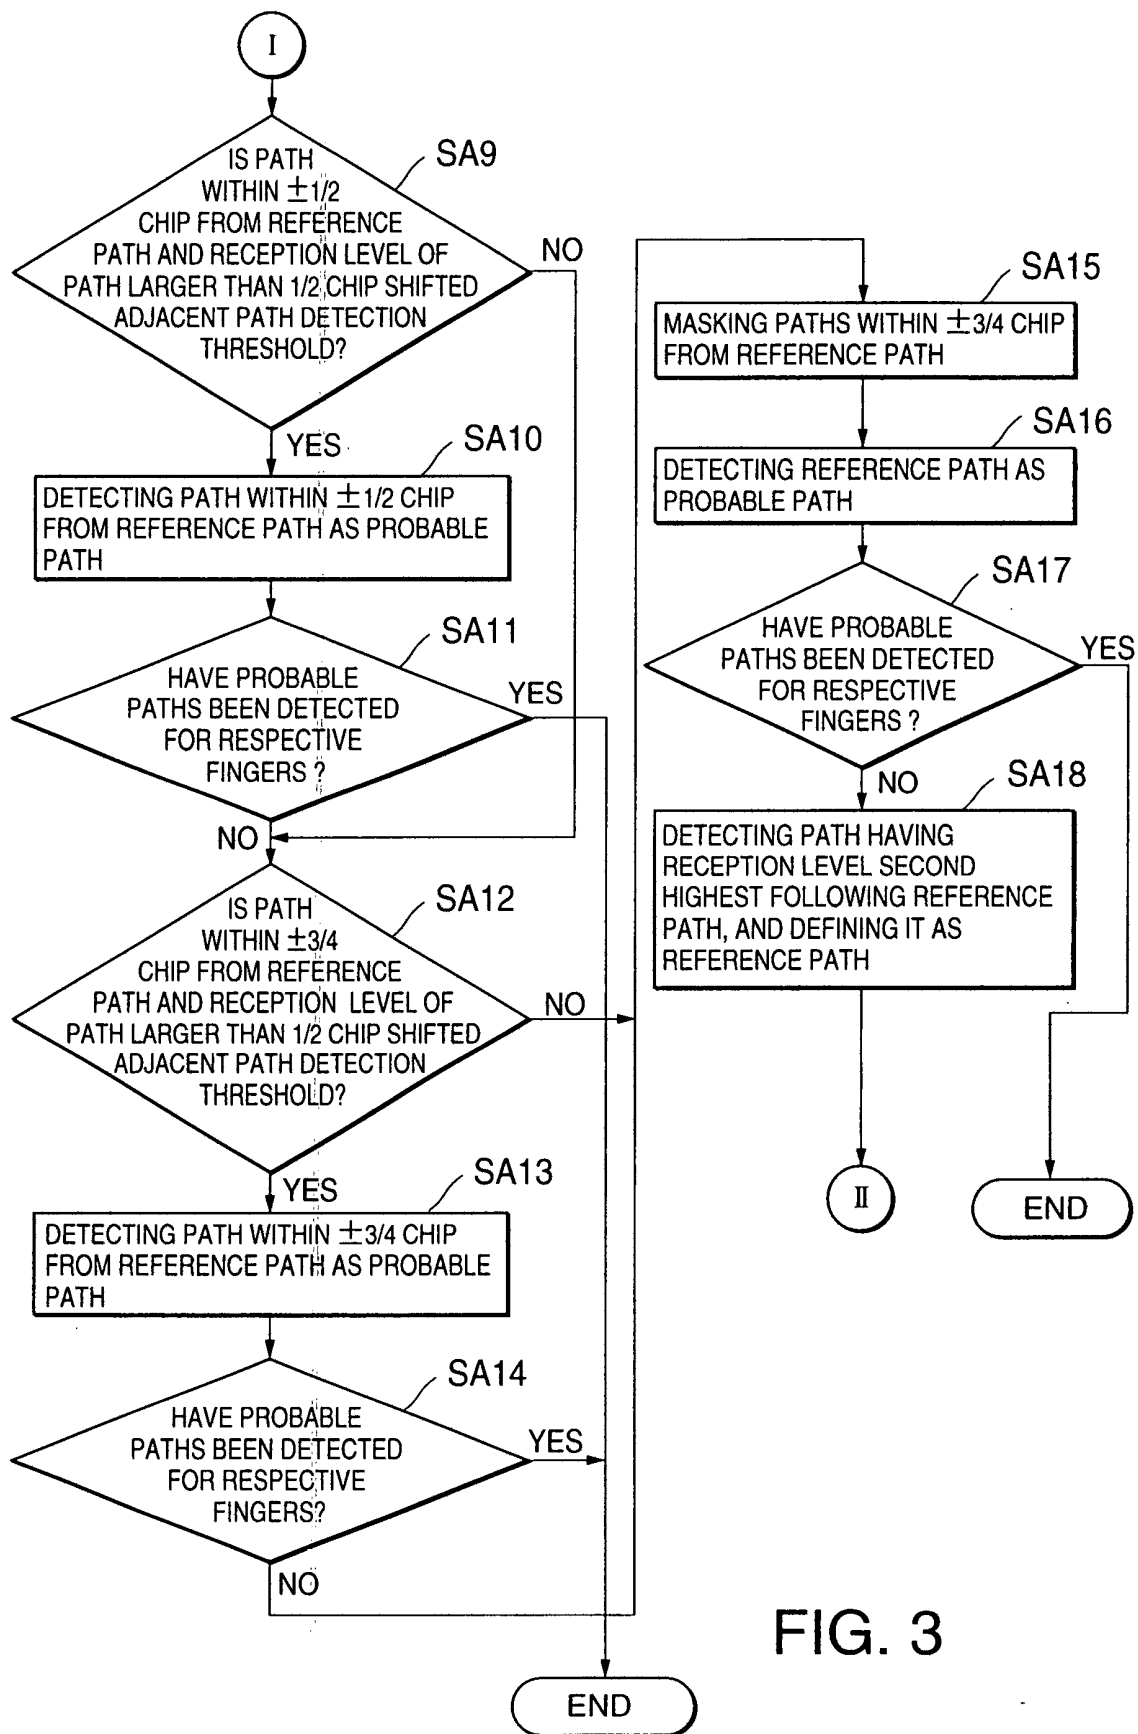 I
IS PATH
WITHIN ±1/2
CHIP FROM REFERENCE
PATH AND RECEPTION LEVEL OF
PATH LARGER THAN 1/2 CHIP SHIFTED
ADJACENT PATH DETECTION
THRESHOLD?
SA9
NO
YES
SA10
DETECTING PATH WITHIN ±1/2 CHIP
FROM REFERENCE PATH AS PROBABLE
PATH
SA11
HAVE PROBABLE
PATHS BEEN DETECTED
FOR RESPECTIVE
FINGERS ?
YES
NO
SA12
IS PATH
WITHIN ±3/4
CHIP FROM REFERENCE
PATH AND RECEPTION LEVEL OF
PATH LARGER THAN 1/2 CHIP SHIFTED
ADJACENT PATH DETECTION
THRESHOLD?
NO
YES
SA13
DETECTING PATH WITHIN ±3/4 CHIP
FROM REFERENCE PATH AS PROBABLE
PATH
SA14
HAVE PROBABLE
PATHS BEEN DETECTED
FOR RESPECTIVE
FINGERS?
YES
NO
END
SA15
MASKING PATHS WITHIN ±3/4 CHIP
FROM REFERENCE PATH
SA16
DETECTING REFERENCE PATH AS
PROBABLE PATH
SA17
HAVE PROBABLE
PATHS BEEN DETECTED
FOR RESPECTIVE
FINGERS ?
YES
NO
SA18
DETECTING PATH HAVING
RECEPTION LEVEL SECOND
HIGHEST FOLLOWING REFERENCE
PATH, AND DEFINING IT AS
REFERENCE PATH
II
END
FIG. 3